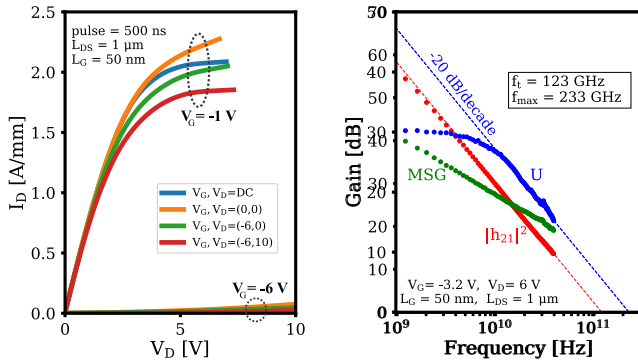 pulse = 500 ns
L_DS = 1 μm
L_G = 50 nm
V_G = -1 V
V_G, V_D=DC
V_G, V_D=(0,0)
V_G, V_D=(-6,0)
V_G, V_D=(-6,10)
V_G= -6 V
I_D [A/mm]
2.5
2.0
1.5
1.0
0.5
0.0
0
5
10
V_D [V]
-20 dB/decade
f_t = 123 GHz
f_max = 233 GHz
U
MSG
|h_21|^2
V_G= -3.2 V, V_D= 6 V
L_G = 50 nm, L_DS = 1 μm
Gain [dB]
70
60
50
40
30
20
10
0
10^9
10^10
10^11
Frequency [Hz]